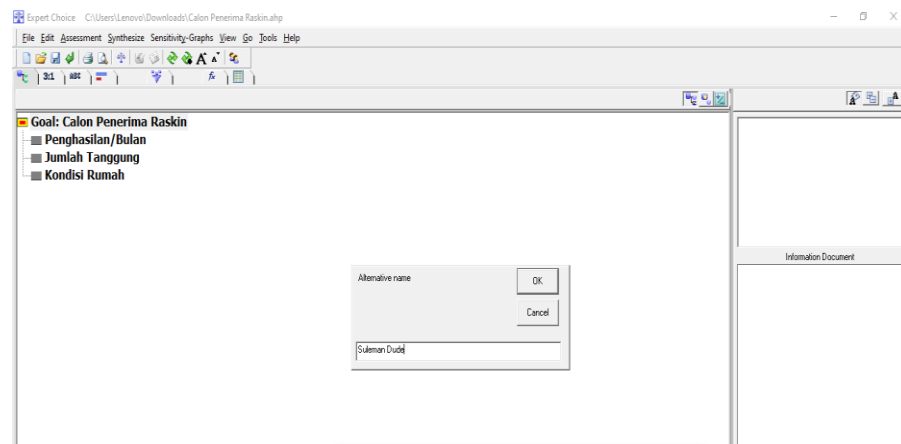 Expert Choice C:\Users\Lenovo\Downloads\Calon Penerima Raskin.ahp
File Edit Assessment Synthesize Sensitivity-Graphs View Go Tools Help
3:1 ABC
Goal: Calon Penerima Raskin
Penghasilan/Bulan
Jumlah Tanggung
Kondisi Rumah
Information Document
Alternative name
OK
Cancel
Suleman Dude